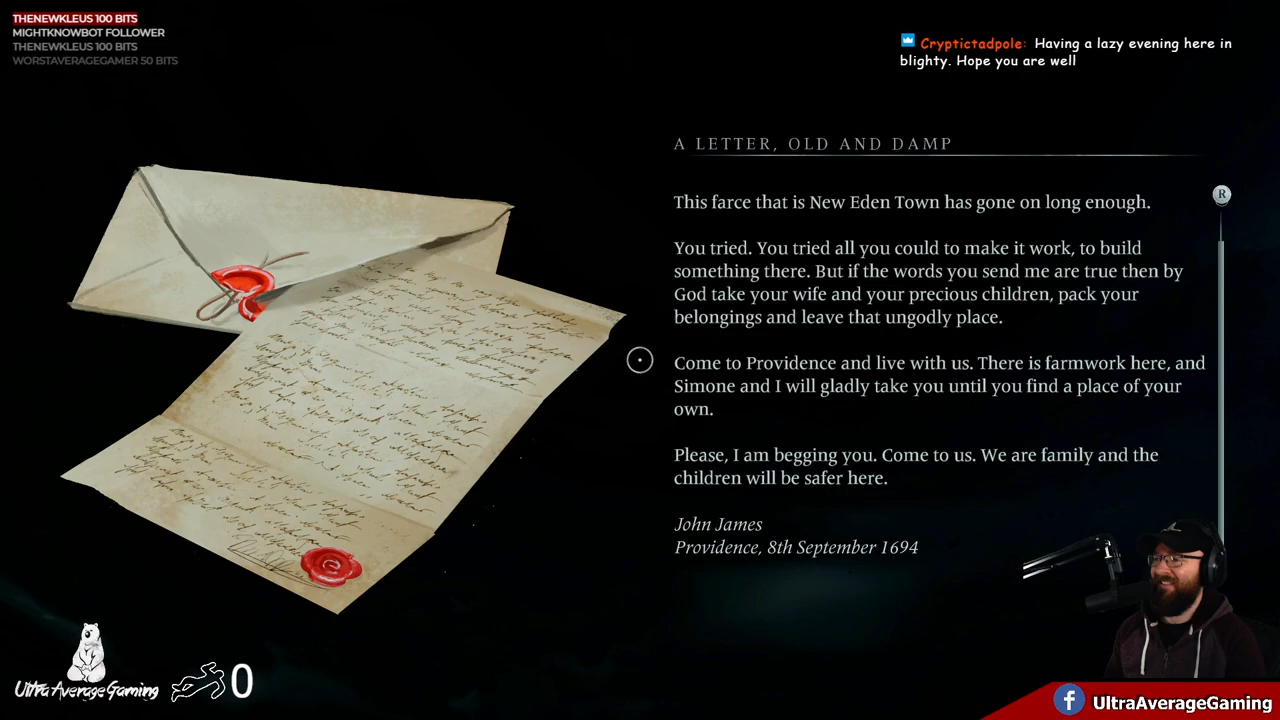 THENEWKLEUS 100 BITS
MIGHTKNOWBOT FOLLOWER
THENEWKLEUS 100 BITS
WORSTAVERAGEGAMER 50 BITS
Cryptictadpole: Having a lazy evening here in
blighty. Hope you are well
A LETTER, OLD AND DAMP
This farce that is New Eden Town has gone on long enough.
You tried. You tried all you could to make it work, to build
something there. But if the words you send me are true then by
God take your wife and your precious children, pack your
belongings and leave that ungodly place.
Come to Providence and live with us. There is farmwork here, and
Simone and I will gladly take you until you find a place of your
own.
Please, I am begging you. Come to us. We are family and the
children will be safer here.
John James
Providence, 8th September 1694
R
Ultra Average Gaming
0
UltraAverageGaming